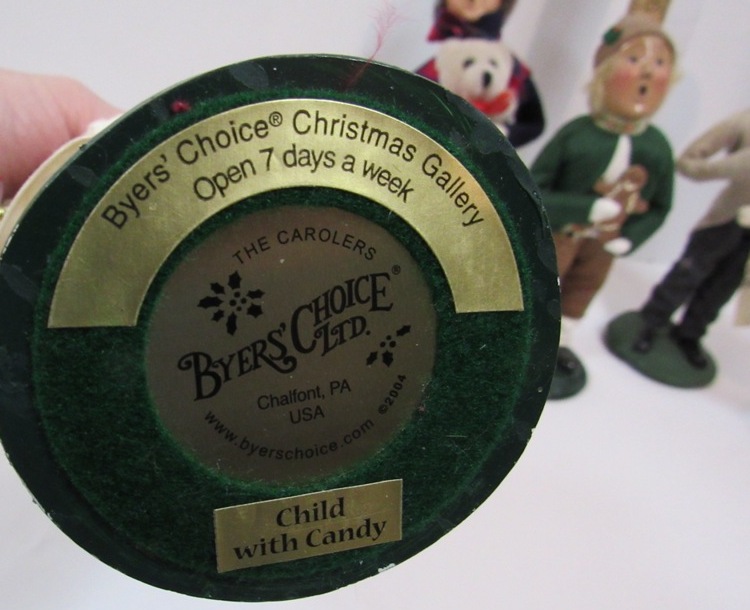 Byers' Choice® Christmas Gallery
Open 7 days a week
THE CAROLERS
BYERS' CHOICE®
LTD.
Chalfont, PA
USA
www.byerschoice.com ©2004
Child
with Candy